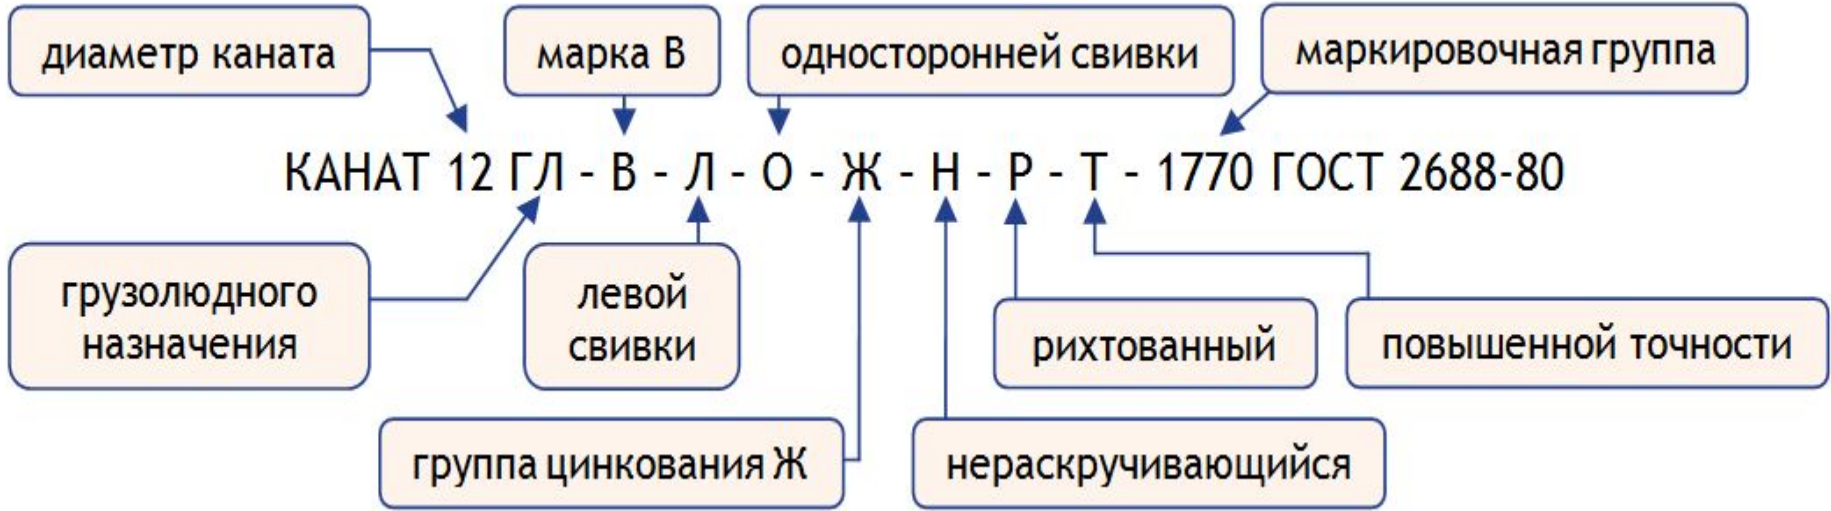 диаметр каната
марка В
односторонней свивки
маркировочная группа
КАНАТ 12 ГЛ - В - Л - О - Ж - Н - Р - Т - 1770 ГОСТ 2688-80
грузолюдного
назначения
левой
свивки
рихтованный
повышенной точности
группа цинкования Ж
нераскручивающийся